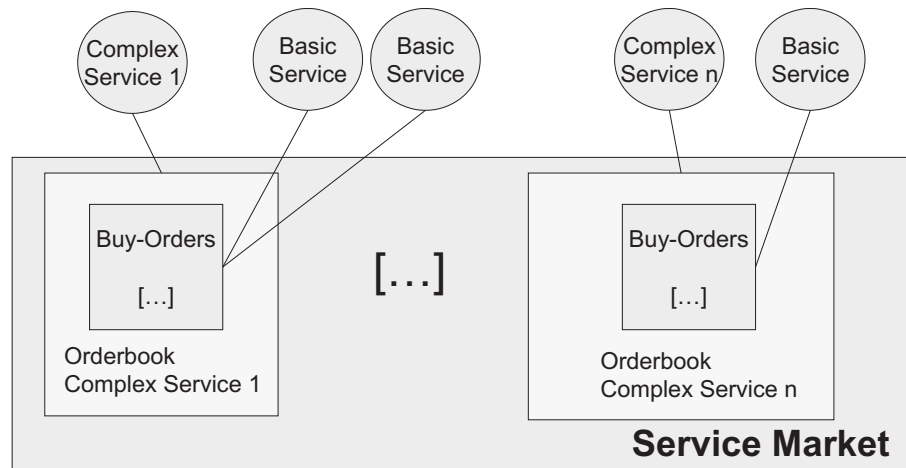 Complex
Service 1
Basic
Service
Basic
Service
Complex
Service n
Basic
Service
Buy-Orders
[…]
Orderbook
Complex Service 1
[…]
Buy-Orders
[…]
Orderbook
Complex Service n
Service Market